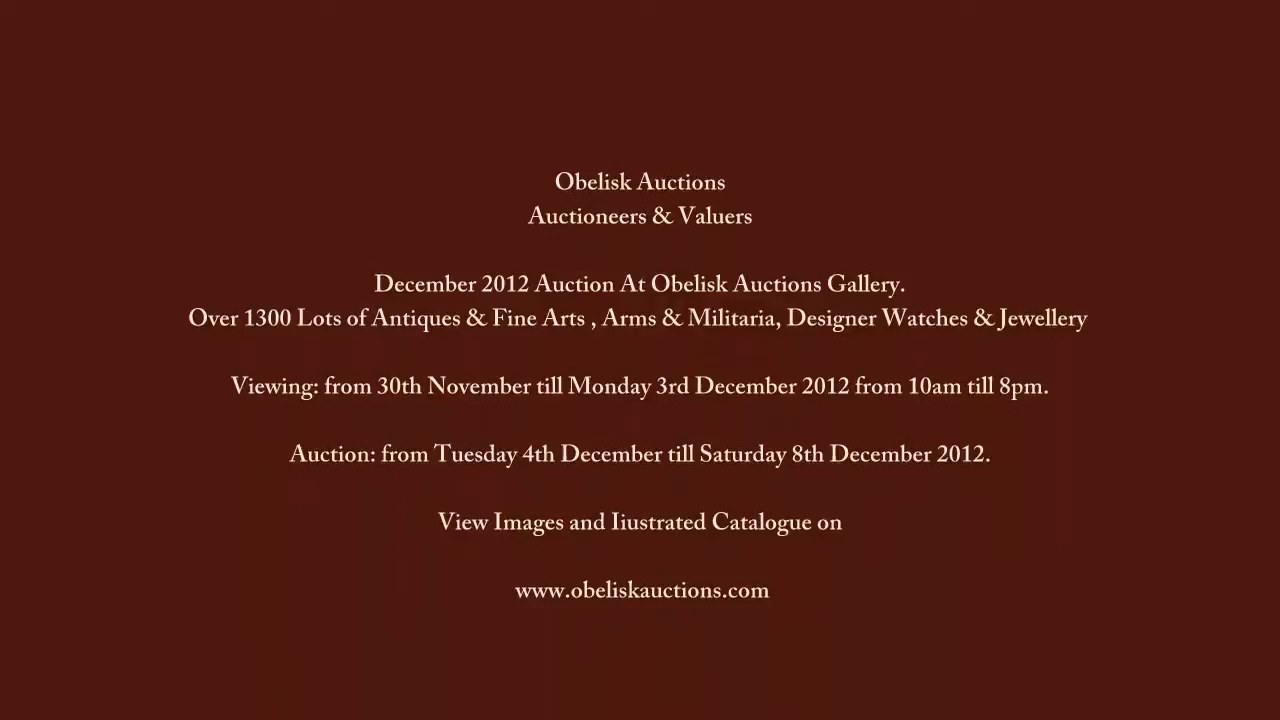 Obelisk Auctions
Auctioneers & Valuers
December 2012 Auction At Obelisk Auctions Gallery.
Over 1300 Lots of Antiques & Fine Arts , Arms & Militaria, Designer Watches & Jewellery
Viewing: from 30th November till Monday 3rd December 2012 from 10am till 8pm.
Auction: from Tuesday 4th December till Saturday 8th December 2012.
View Images and Iiustrated Catalogue on
www.obeliskauctions.com